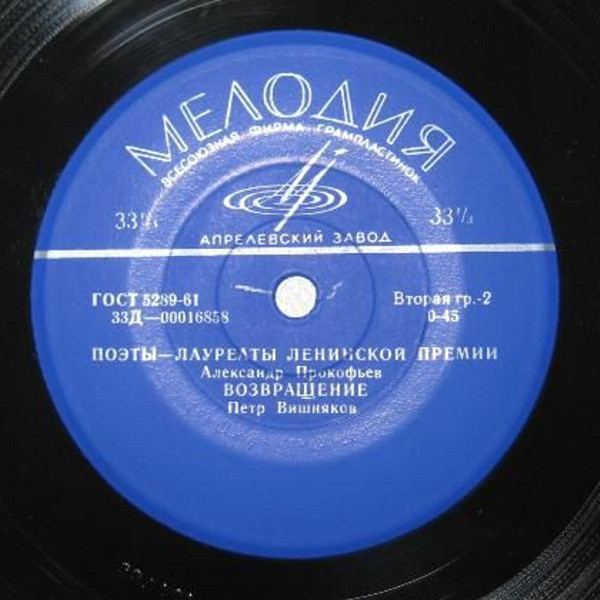 МЕЛОДИЯ
ВСЕСОЮЗНАЯ ФИРМА ГРАМПЛАСТИНОК
33⅓ 33⅓
АПРЕЛЕВСКИЙ ЗАВОД
ГОСТ 5289-61 Вторая гр.-2
33Д—00016858 0-45
ПОЭТЫ—ЛАУРЕАТЫ ЛЕНИНСКОЙ ПРЕМИИ
Александр Прокофьев
ВОЗВРАЩЕНИЕ
Петр Вишняков